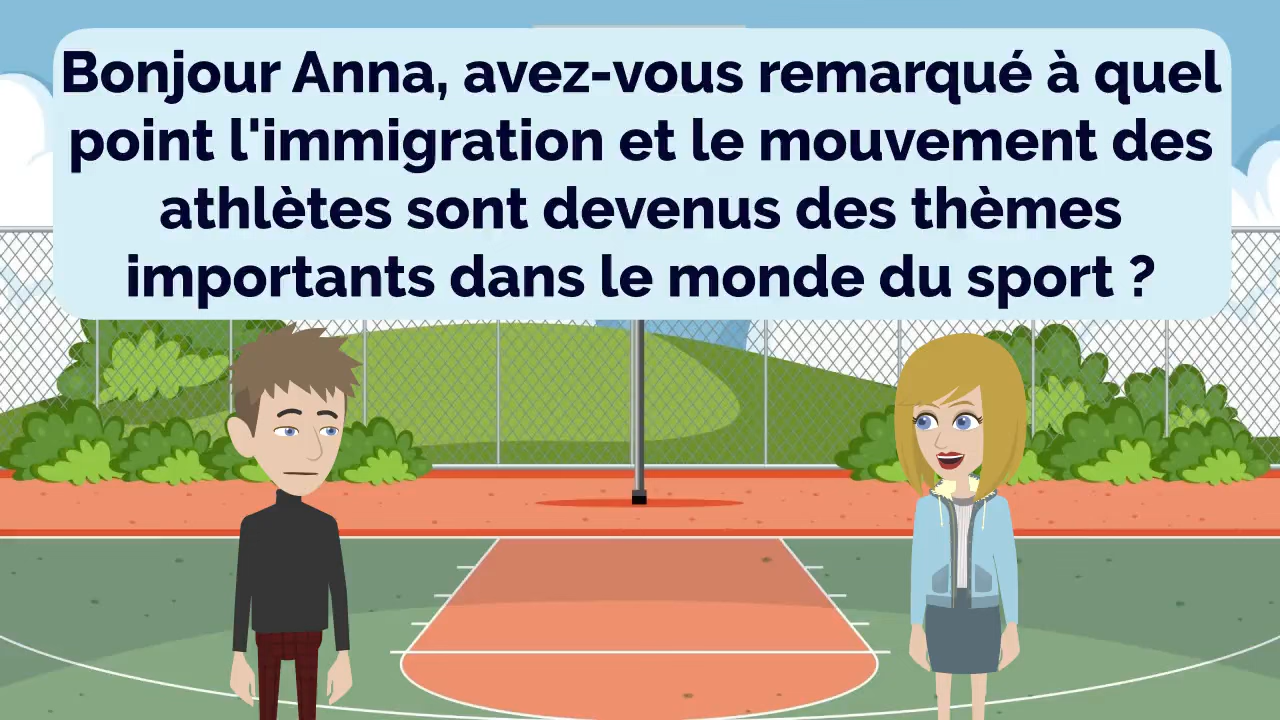 Bonjour Anna, avez-vous remarqué à quel
point l'immigration et le mouvement des
athlètes sont devenus des thèmes
importants dans le monde du sport ?